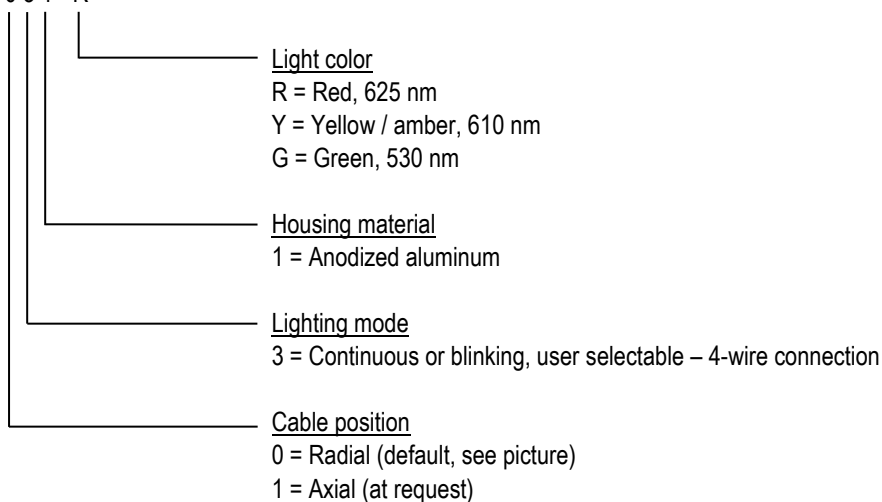 Light color
R = Red, 625 nm
Y = Yellow / amber, 610 nm
G = Green, 530 nm
Housing material
1 = Anodized aluminum
Lighting mode
3 = Continuous or blinking, user selectable – 4-wire connection
Cable position
0 = Radial (default, see picture)
1 = Axial (at request)